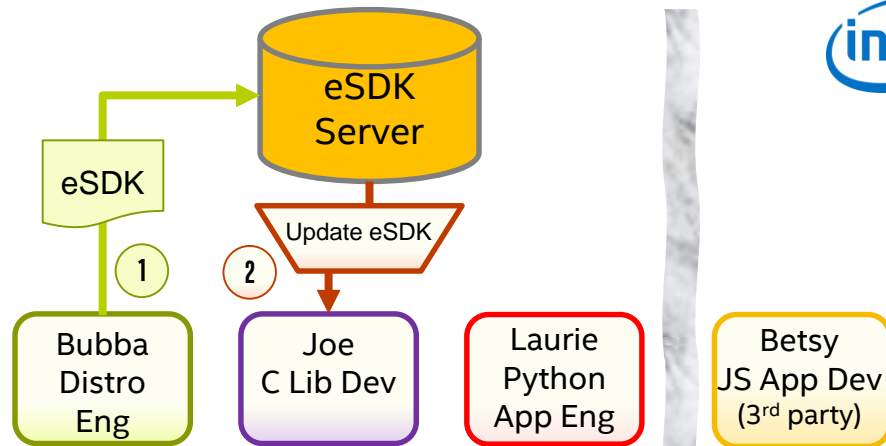 eSDK
Server
eSDK
Update eSDK
1
2
Bubba
Distro
Eng
Joe
C Lib Dev
Laurie
Python
App Eng
Betsy
JS App Dev
(3rd party)